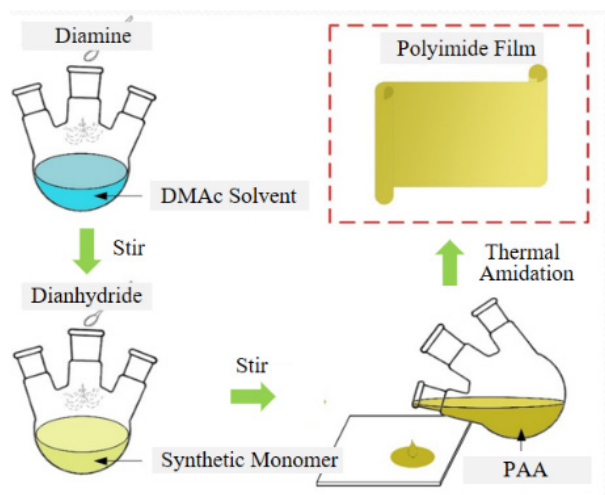 Diamine
DMAc Solvent
Stir
Dianhydride
Synthetic Monomer
Stir
PAA
Thermal
Amidation
Polyimide Film